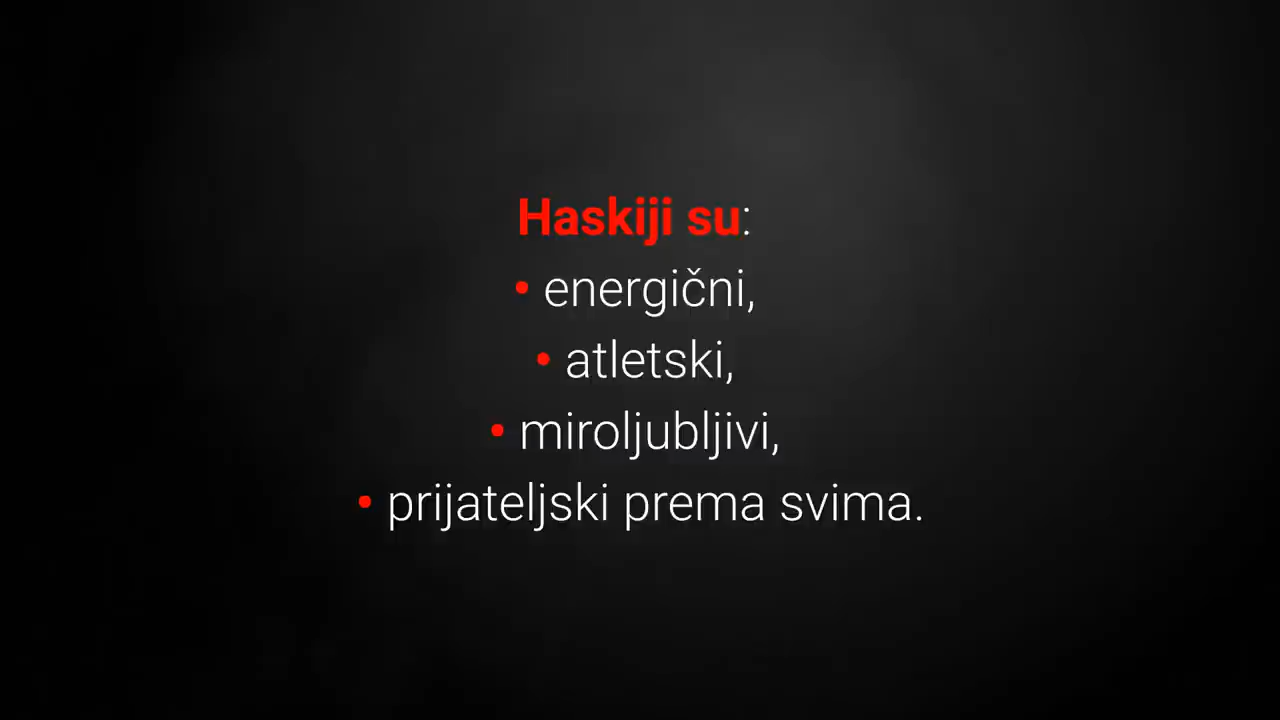 Haskiji su:
• energični,
• atletski,
• miroljubljivi,
• prijateljski prema svima.